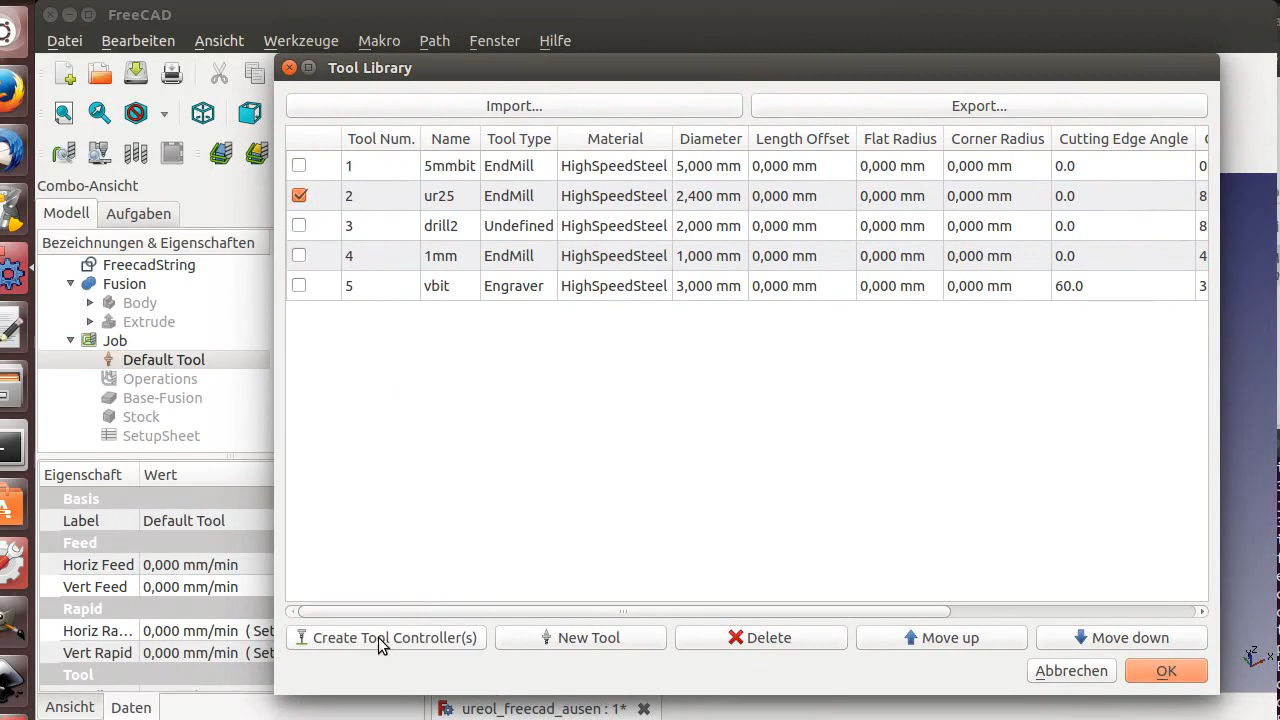 FreeCAD
Datei Bearbeiten Ansicht Werkzeuge Makro Path Fenster Hilfe
Tool Library
Import... Export...
Tool Num. Name Tool Type Material Diameter Length Offset Flat Radius Corner Radius Cutting Edge Angle
1 5mmbit EndMill HighSpeedSteel 5,000 mm 0,000 mm 0,000 mm 0,000 mm 0.0 0
2 ur25 EndMill HighSpeedSteel 2,400 mm 0,000 mm 0,000 mm 0,000 mm 0.0 8
3 drill2 Undefined HighSpeedSteel 2,000 mm 0,000 mm 0,000 mm 0,000 mm 0.0 8
4 1mm EndMill HighSpeedSteel 1,000 mm 0,000 mm 0,000 mm 0,000 mm 0.0 4
5 vbit Engraver HighSpeedSteel 3,000 mm 0,000 mm 0,000 mm 0,000 mm 60.0 3
Create Tool Controller(s) New Tool Delete Move up Move down
Abbrechen OK
Combo-Ansicht
Modell Aufgaben
Bezeichnungen & Eigenschaften
FreecadString
Fusion
Body
Extrude
Job
Default Tool
Operations
Base-Fusion
Stock
SetupSheet
Eigenschaft Wert
Basis
Label Default Tool
Feed
Horiz Feed 0,000 mm/min
Vert Feed 0,000 mm/min
Rapid
Horiz Ra... 0,000 mm/min ( Set
Vert Rapid 0,000 mm/min ( Set
Tool
Ansicht Daten
ureol_freecad_ausen : 1*
Z
Y
X